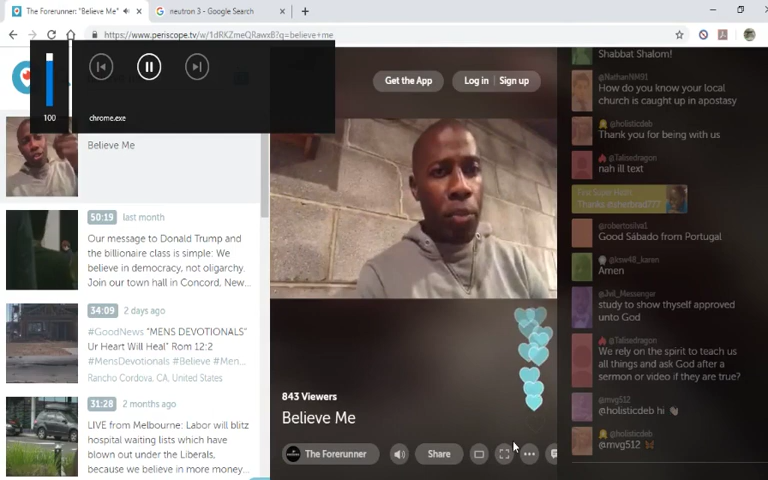 The Forerunner: "Believe Me"
neutron 3 - Google Search
https://www.periscope.tv/w/1dRKZmeQRawxB?q=believe+me
100
chrome.exe
Get the App
Log in
Sign up
Believe Me
50:19 last month
Our message to Donald Trump and
the billionaire class is simple: We
believe in democracy, not oligarchy.
Join our town hall in Concord, New...
34:09 2 days ago
#GoodNews "MENS DEVOTIONALS"
Ur Heart Will Heal" Rom 12:2
#MensDevotionals #Believe #Men...
Rancho Cordova, CA, United States
31:28 2 months ago
LIVE from Melbourne: Labor will blitz
hospital waiting lists which have
blown out under the Liberals,
because we believe in more money...
843 Viewers
Believe Me
The Forerunner
Share
Shabbat Shalom!
@NathanNM91
How do you know your local
church is caught up in apostasy
@holisticdeb
Thank you for being with us
@Talisedragon
nah ill text
First Super Hearts
Thanks @sherbrad777
@robertosilva1
Good Sábado from Portugal
@ksw48_karen
Amen
@Jvil_Messenger
study to show thyself approved
unto God
@Talisedragon
We rely on the spirit to teach us
all things and ask God after a
sermon or video if they are true?
@mvg512
@holisticdeb hi
@holisticdeb
@mvg512